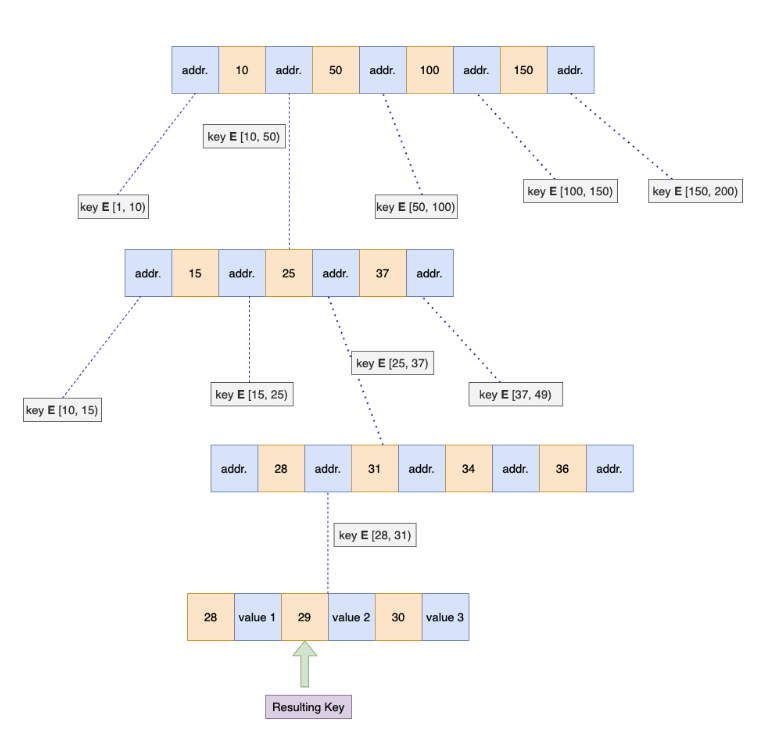 addr. 10 addr. 50 addr. 100 addr. 150 addr.
key E [10, 50)
key E [1, 10)
key E [50, 100)
key E [100, 150)
key E [150, 200)
addr. 15 addr. 25 addr. 37 addr.
key E [25, 37)
key E [10, 15)
key E [15, 25)
key E [37, 49)
addr. 28 addr. 31 addr. 34 addr. 36 addr.
key E [28, 31)
28 value 1 29 value 2 30 value 3
Resulting Key